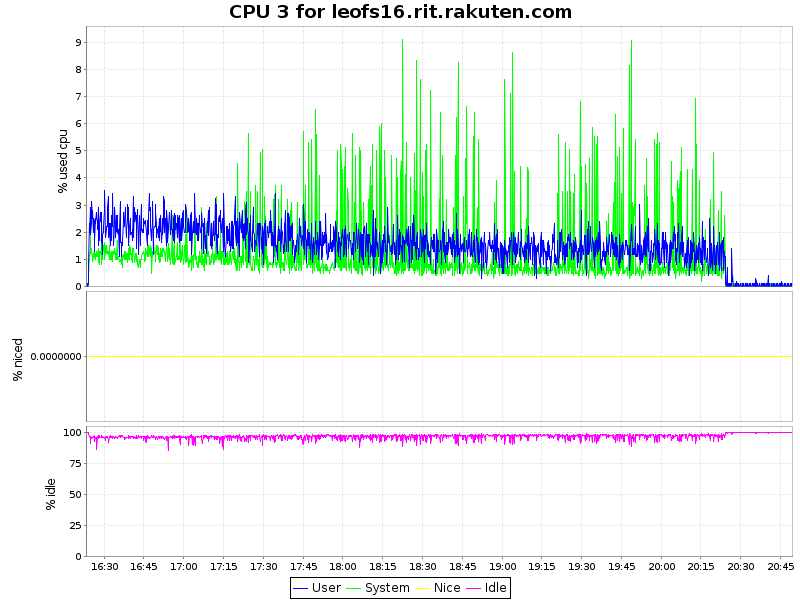 CPU 3 for leofs16.rit.rakuten.com
% used cpu
9
8
7
6
5
4
3
2
1
0
% niced
0.0000000
% idle
100
75
50
25
0
16:30 16:45 17:00 17:15 17:30 17:45 18:00 18:15 18:30 18:45 19:00 19:15 19:30 19:45 20:00 20:15 20:30 20:45
User System Nice Idle